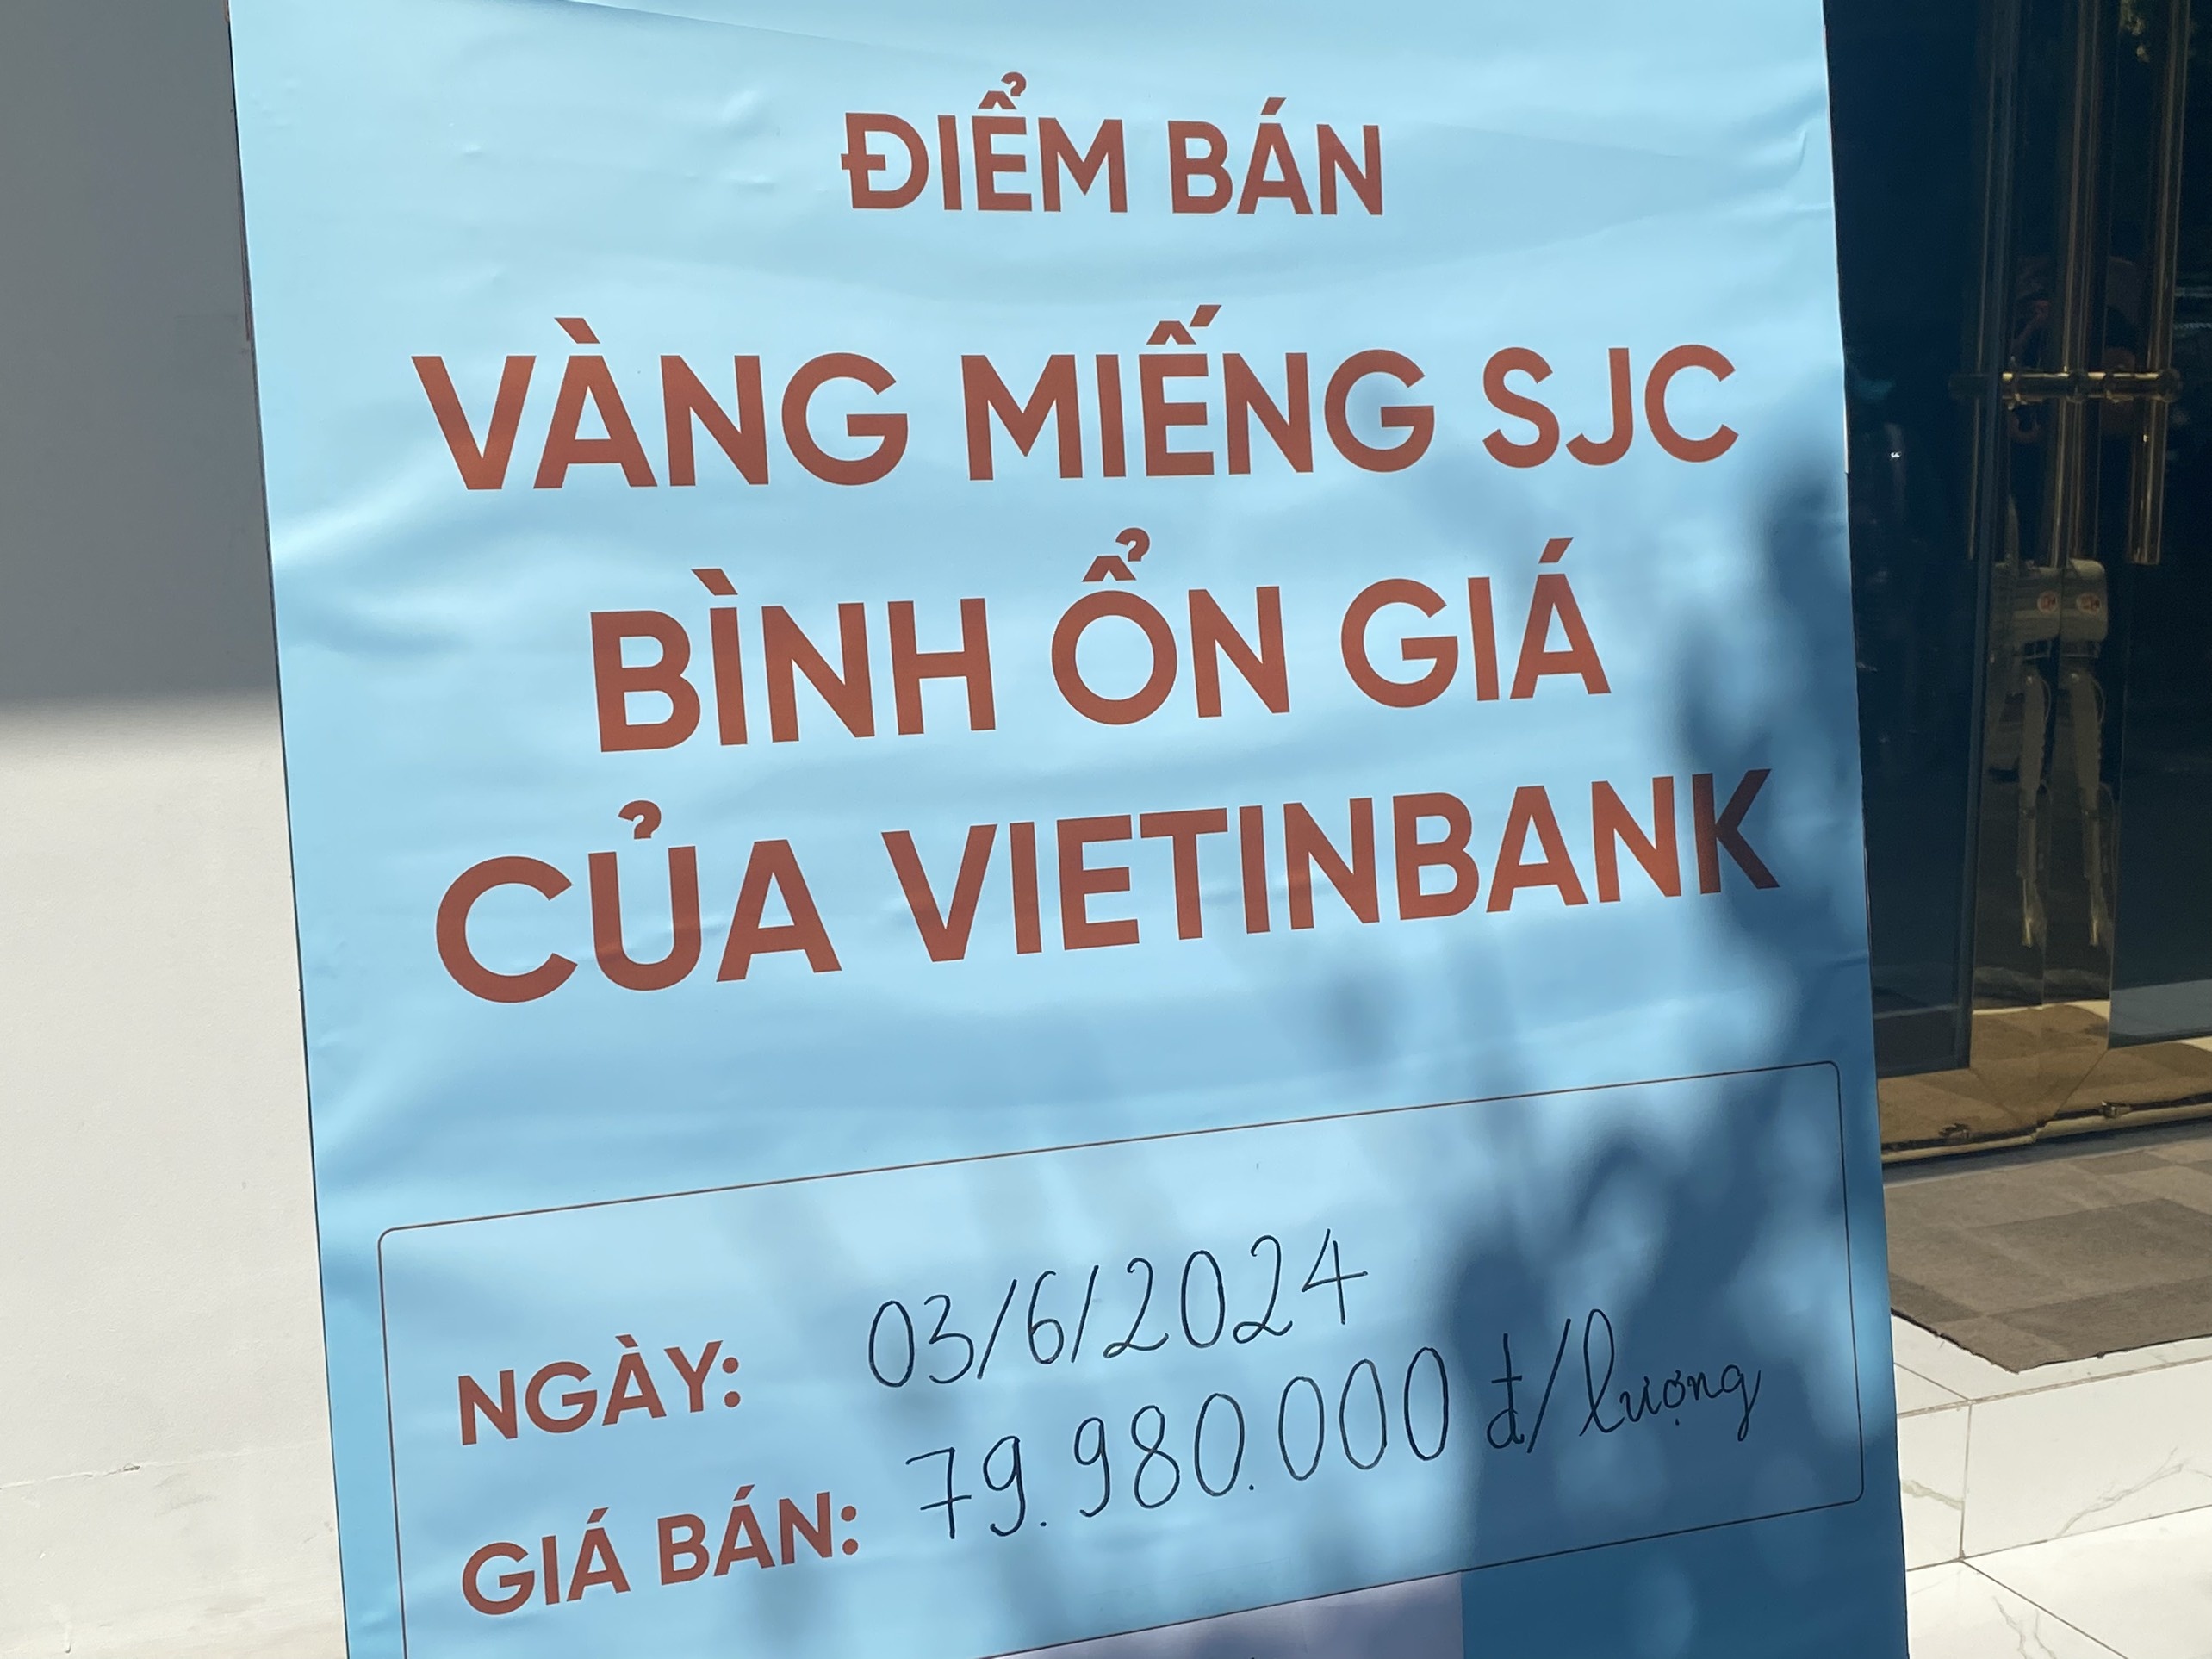 ĐIỂM BÁN
VÀNG MIẾNG SJC
BÌNH ỔN GIÁ
CỦA VIETINBANK
NGÀY: 03/6/2024
GIÁ BÁN: 79.980.000 đ/lượng